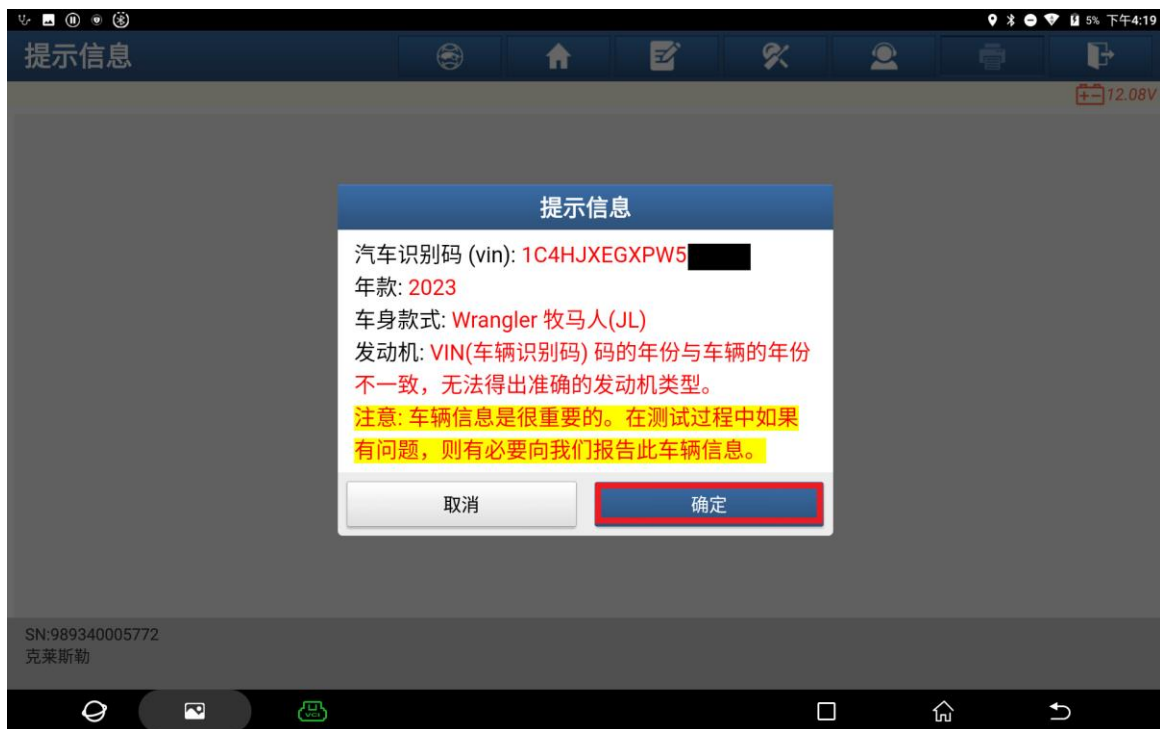 5% 下午4:19
提示信息
12.08V
提示信息
汽车识别码 (vin): 1C4HJXEGXPW5
年款: 2023
车身款式: Wrangler 牧马人(JL)
发动机: VIN(车辆识别码) 码的年份与车辆的年份
不一致，无法得出准确的发动机类型。
注意: 车辆信息是很重要的。在测试过程中如果
有问题，则有必要向我们报告此车辆信息。
取消
确定
SN:989340005772
克莱斯勒
VCI